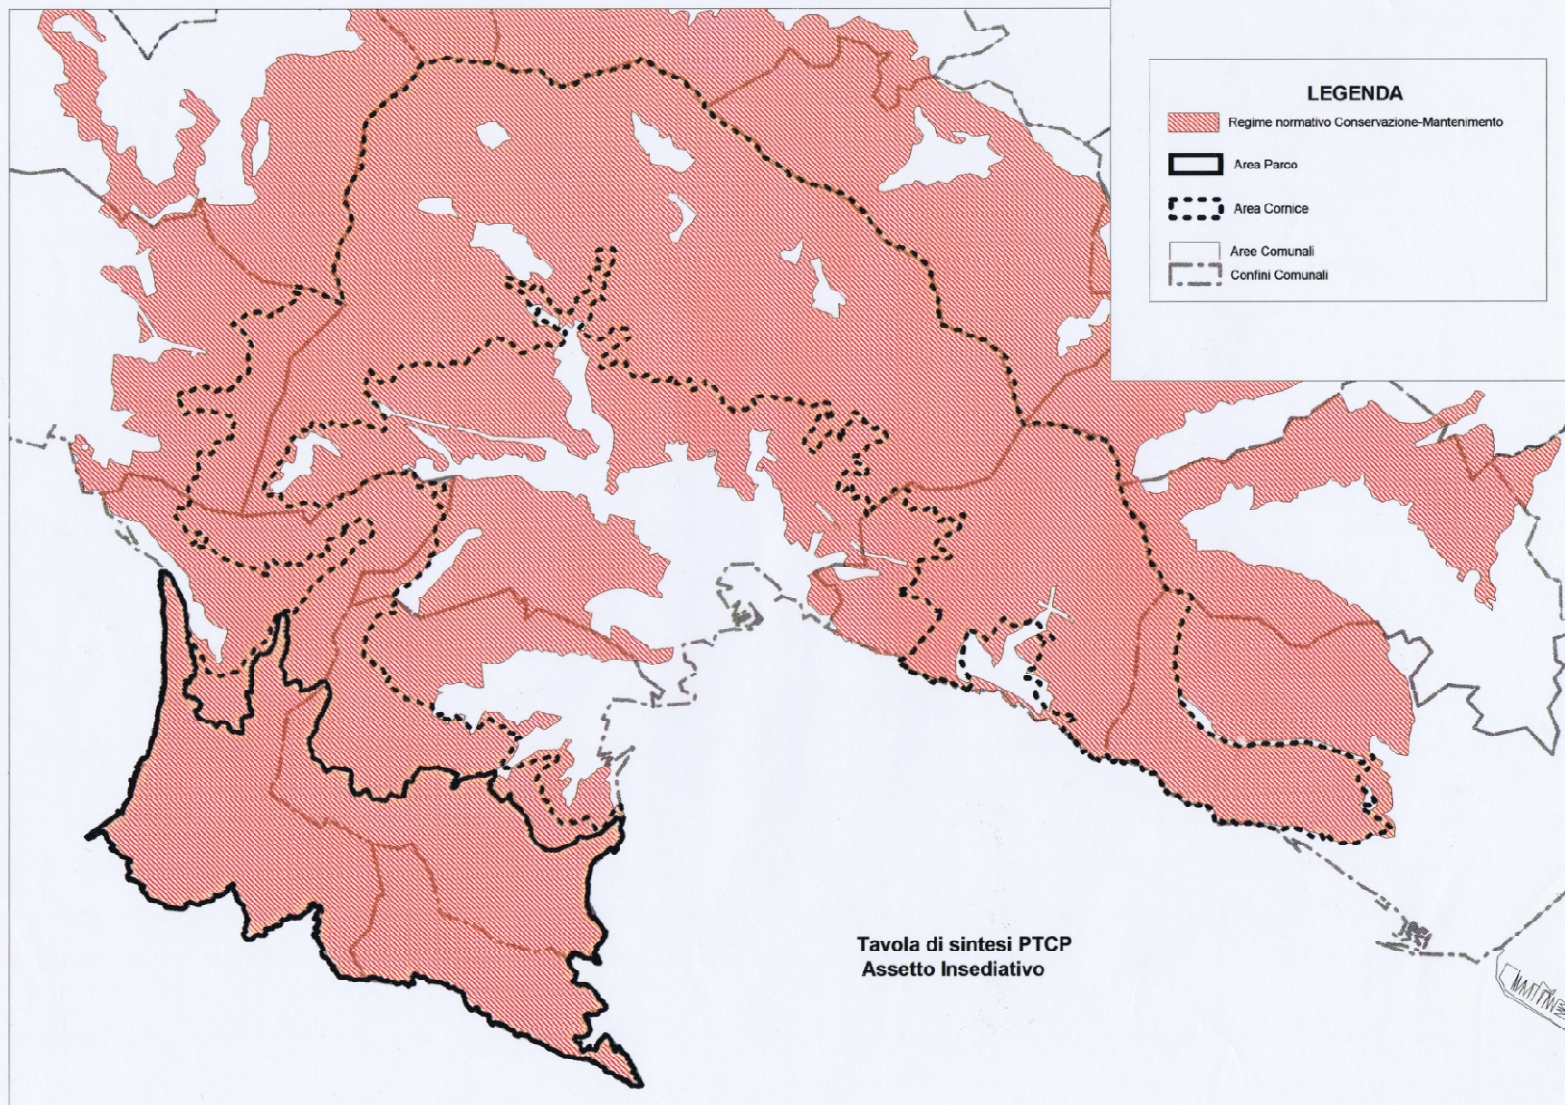 LEGENDA
Regime normativo Conservazione-Mantenimento
Area Parco
Area Cornice
Aree Comunali
Confini Comunali
Tavola di sintesi PTCP
Assetto Insediativo